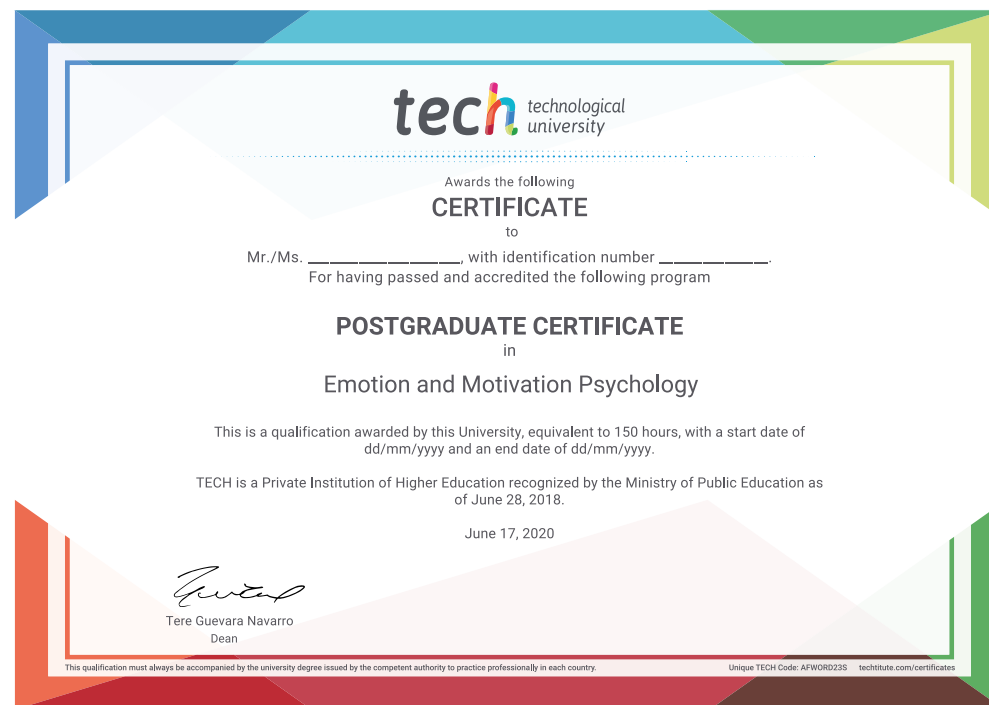 tech technological
university
Awards the following
CERTIFICATE
to
Mr./Ms. ____________________, with identification number ______________.
For having passed and accredited the following program
POSTGRADUATE CERTIFICATE
in
Emotion and Motivation Psychology
This is a qualification awarded by this University, equivalent to 150 hours, with a start date of
dd/mm/yyyy and an end date of dd/mm/yyyy.
TECH is a Private Institution of Higher Education recognized by the Ministry of Public Education as
of June 28, 2018.
June 17, 2020
Tere Guevara Navarro
Dean
This qualification must always be accompanied by the university degree issued by the competent authority to practice professionally in each country.
Unique TECH Code: AFWORD23S techtitute.com/certificates